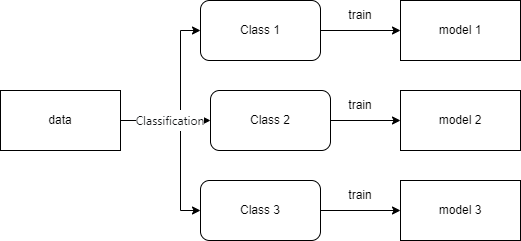 Class 1
train
model 1
data
Classification
Class 2
train
model 2
Class 3
train
model 3